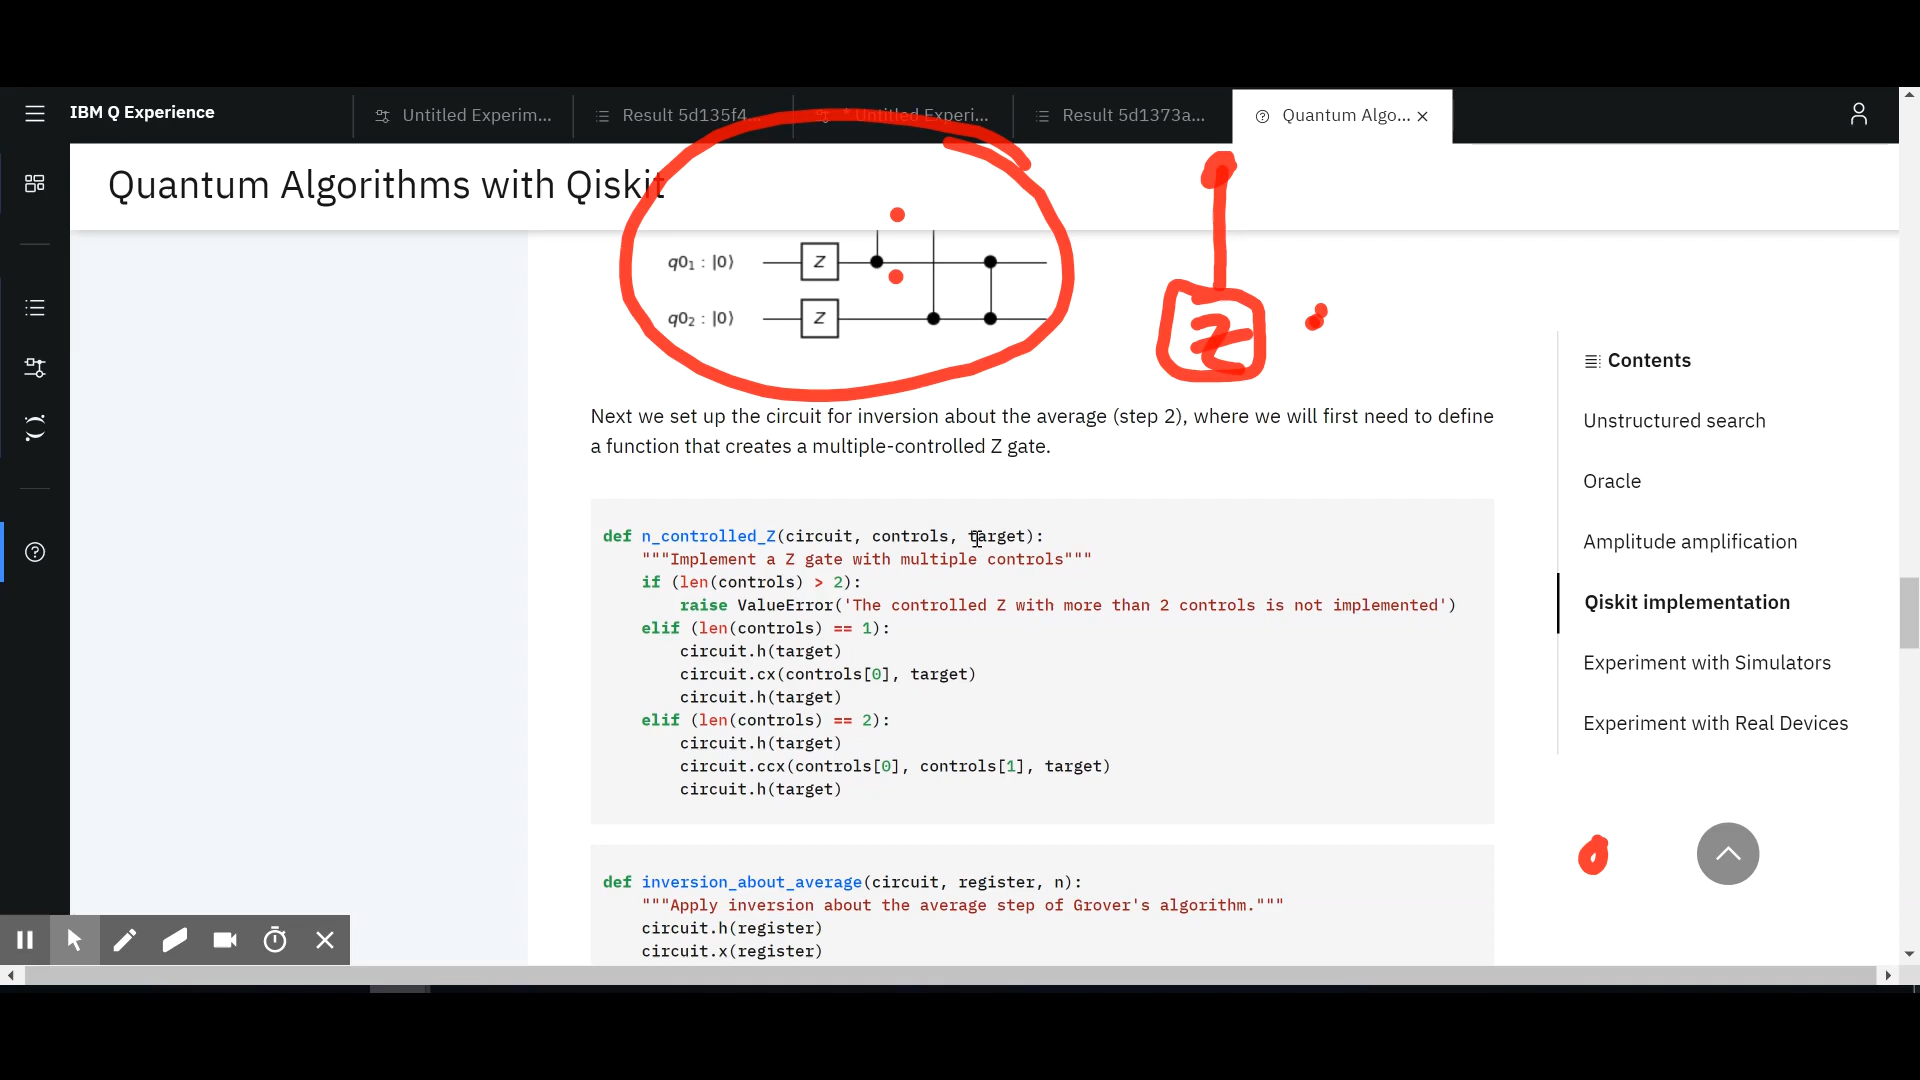 IBM Q Experience
Untitled Experim...
Result 5d135f4...
* Untitled Experi...
Result 5d1373a...
Quantum Algo...
Quantum Algorithms with Qiskit
q0₁ : |0⟩ Z
q0₂ : |0⟩ Z
Z
Next we set up the circuit for inversion about the average (step 2), where we will first need to define
a function that creates a multiple-controlled Z gate.
def n_controlled_Z(circuit, controls, target):
    """Implement a Z gate with multiple controls"""
    if (len(controls) > 2):
        raise ValueError('The controlled Z with more than 2 controls is not implemented')
    elif (len(controls) == 1):
        circuit.h(target)
        circuit.cx(controls[0], target)
        circuit.h(target)
    elif (len(controls) == 2):
        circuit.h(target)
        circuit.ccx(controls[0], controls[1], target)
        circuit.h(target)
def inversion_about_average(circuit, register, n):
    """Apply inversion about the average step of Grover's algorithm."""
    circuit.h(register)
    circuit.x(register)
Contents
Unstructured search
Oracle
Amplitude amplification
Qiskit implementation
Experiment with Simulators
Experiment with Real Devices